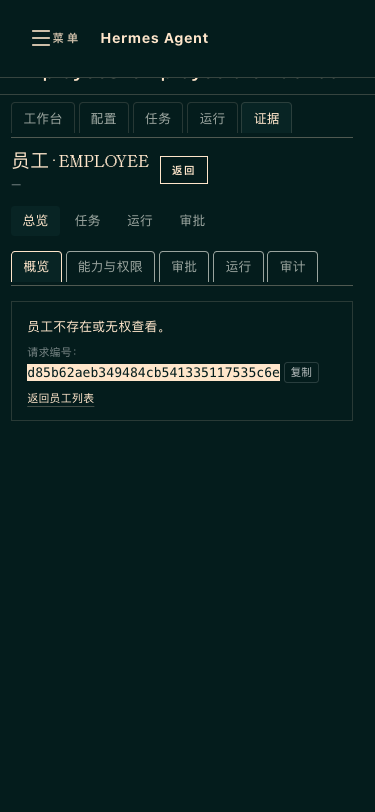 菜单 Hermes Agent
工作台 配置 任务 运行 证据
员工·EMPLOYEE 返回
—
总览 任务 运行 审批
概览 能力与权限 审批 运行 审计
员工不存在或无权查看。
请求编号:
d85b62aeb349484cb541335117535c6e 复制
返回员工列表